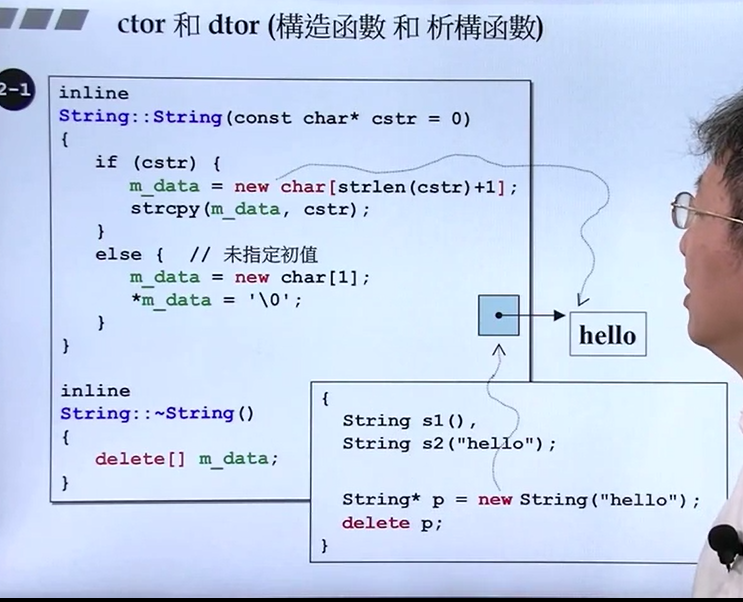 ctor 和 dtor (構造函數 和 析構函數)
2-1
inline
String::String(const char* cstr = 0)
{
if (cstr) {
m_data = new char[strlen(cstr)+1];
strcpy(m_data, cstr);
}
else { // 未指定初值
m_data = new char[1];
*m_data = '\0';
}
}
hello
inline
String::~String()
{
delete[] m_data;
}
{
String s1(),
String s2("hello");
String* p = new String("hello");
delete p;
}